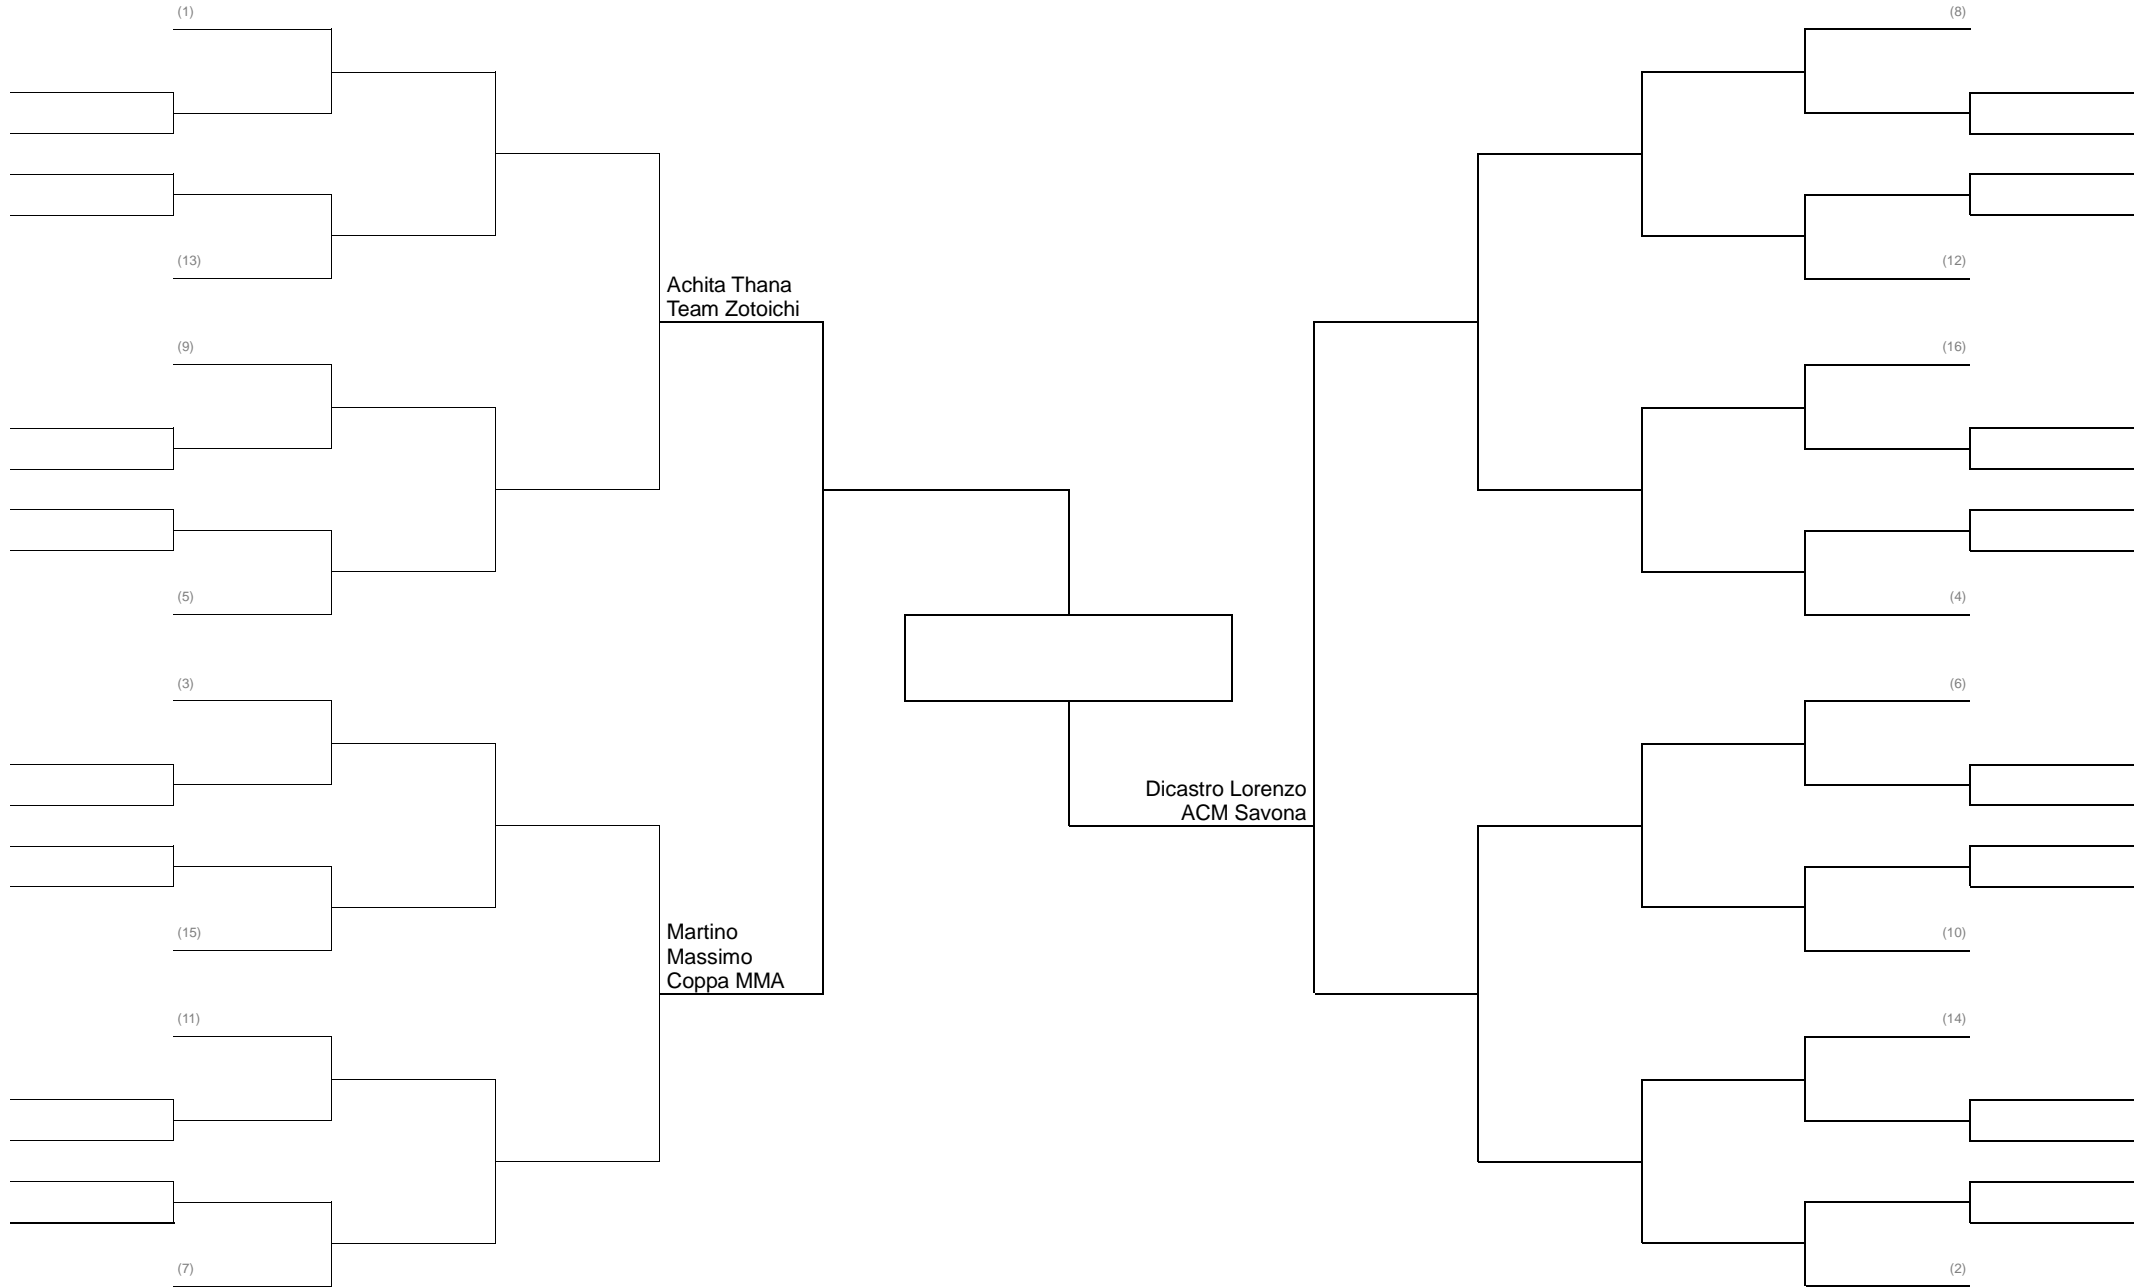 (1)
(8)
(13)
(12)
Achita Thana
Team Zotoichi
(9)
(16)
(5)
(4)
(3)
(6)
Dicastro Lorenzo
ACM Savona
(15)
(10)
Martino
Massimo
Coppa MMA
(11)
(14)
(7)
(2)